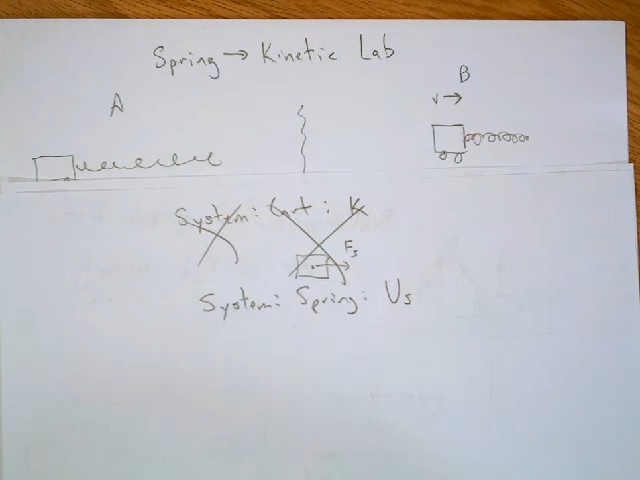 Spring → Kinetic Lab
A
B
v →
System: Cart: K
Fs
System: Spring: Us